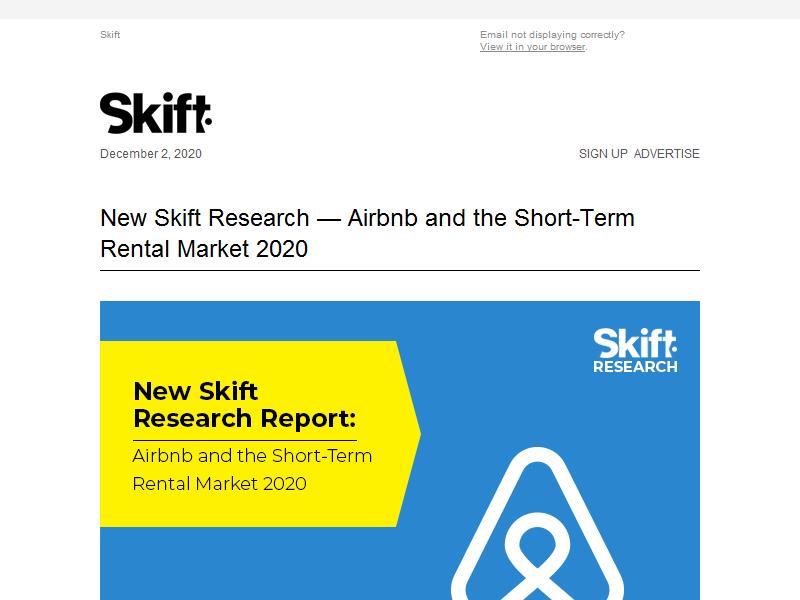 Skift
Email not displaying correctly?
View it in your browser.
Skift
December 2, 2020
SIGN UP ADVERTISE
New Skift Research — Airbnb and the Short-Term
Rental Market 2020
Skift
RESEARCH
New Skift
Research Report:
Airbnb and the Short-Term
Rental Market 2020